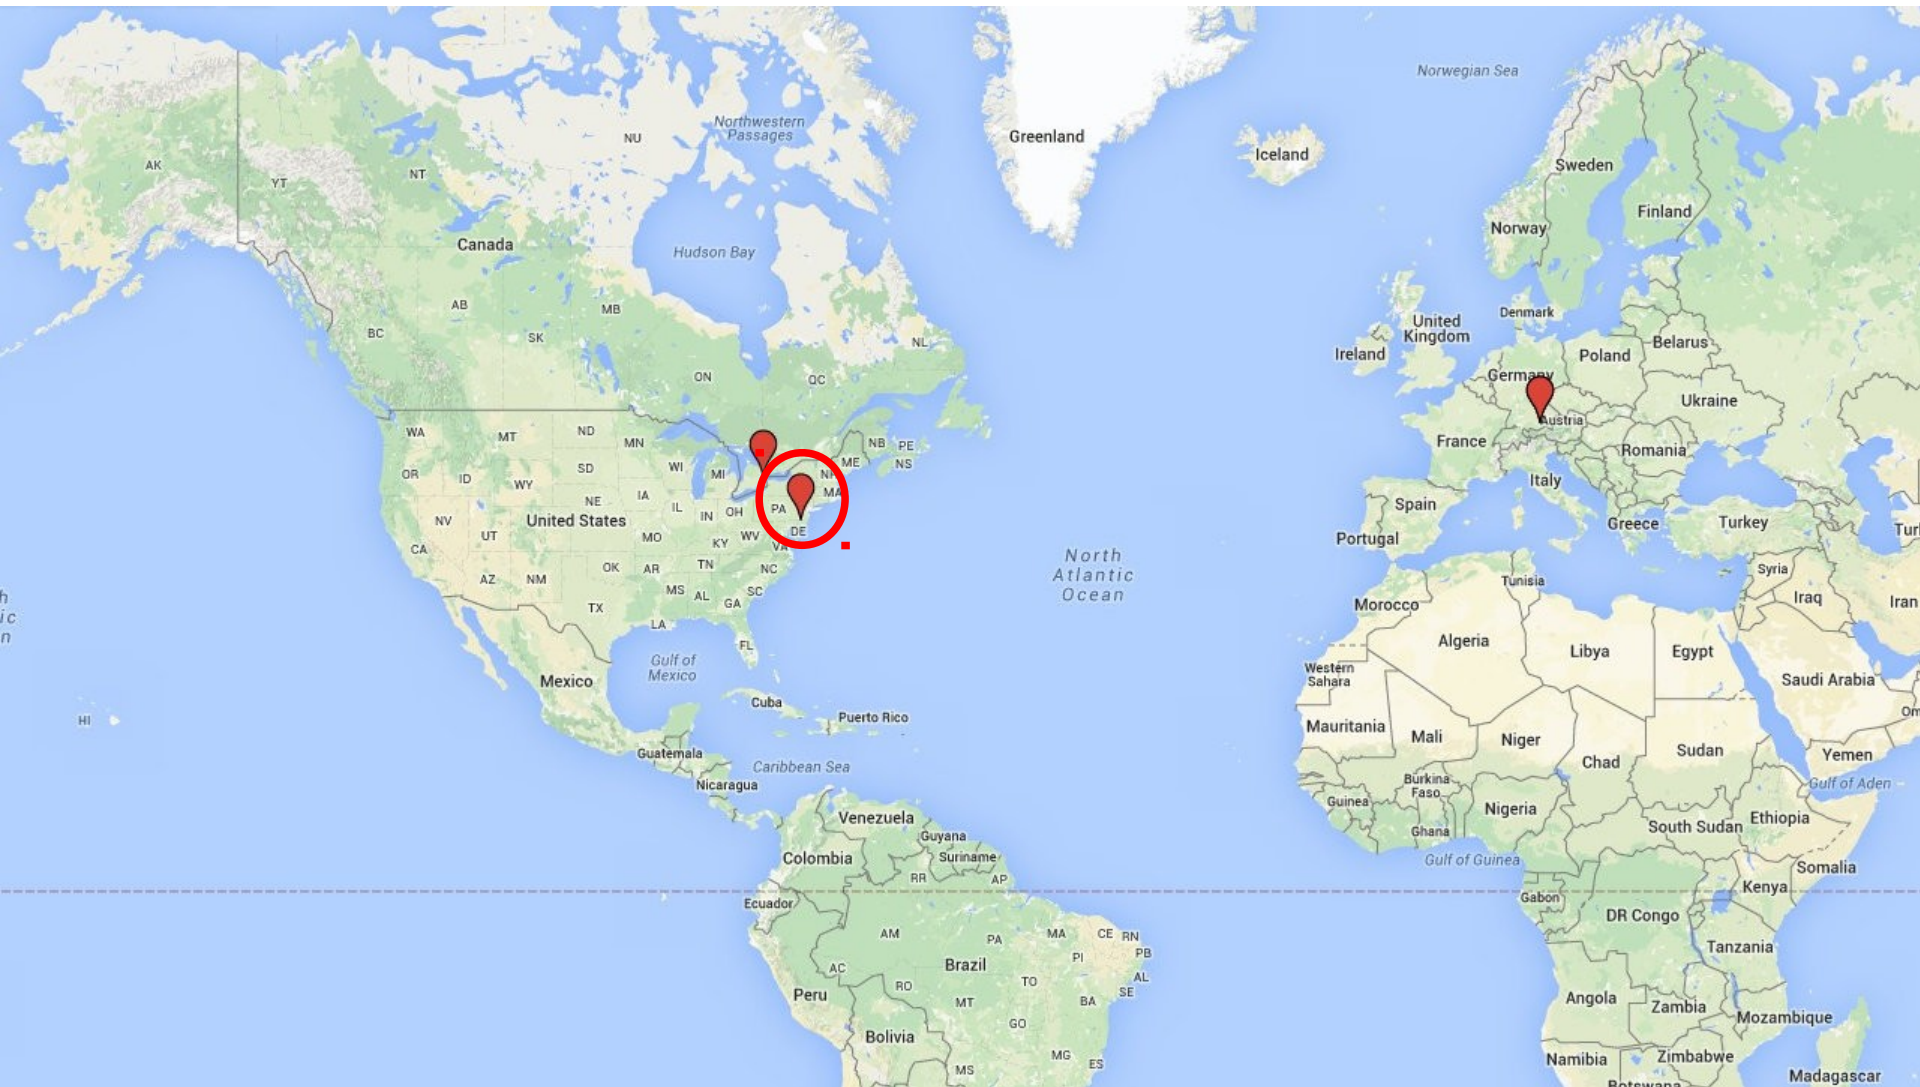 Norwegian Sea
Northwestern
Passages
NU
Greenland
Iceland
AK
YT
NT
Sweden
Finland
Norway
Canada
Hudson Bay
AB
MB
BC
SK
NL
Denmark
United
Kingdom
Ireland
Belarus
Poland
ON
QC
Germany
Ukraine
Austria
France
Romania
WA
MT
ND
MN
NB
PE
NS
ME
OR
ID
SD
WI
MI
WY
NE
IA
MA
Italy
Spain
IL
IN
OH
PA
NV
United States
Greece
Turkey
UT
MO
KY
WV
DE
VA
Portugal
CA
North
Atlantic
Ocean
OK
AR
TN
NC
AZ
NM
MS
AL
SC
GA
TX
Tunisia
Syria
Iraq
Iran
Morocco
LA
FL
Algeria
Libya
Egypt
Gulf of
Mexico
Western
Sahara
Saudi Arabia
Mexico
Cuba
Puerto Rico
HI
Mauritania
Mali
Niger
Chad
Sudan
Yemen
Guatemala
Caribbean Sea
Nicaragua
Burkina
Faso
Gulf of Aden
Guinea
Nigeria
Ethiopia
Venezuela
Guyana
Ghana
South Sudan
Colombia
Suriname
Gulf of Guinea
Somalia
RR
AP
Kenya
Ecuador
Gabon
DR Congo
AM
PA
MA
CE
RN
PB
PI
Tanzania
AC
Brazil
RO
TO
AL
SE
Peru
MT
BA
Angola
Zambia
Mozambique
GO
Bolivia
MG
ES
MS
Namibia
Zimbabwe
Botswana
Madagascar